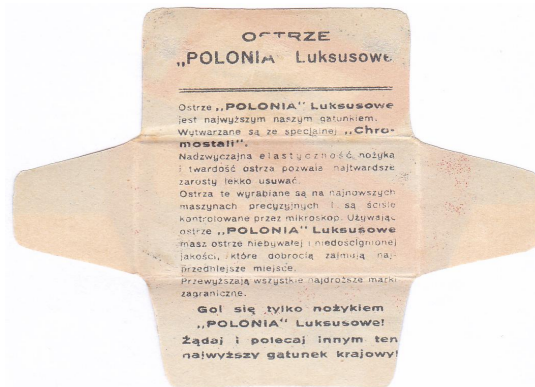 OSTRZE
„POLONIA" Luksusowe
Ostrze „POLONIA" Luksusowe
jest najwyższym naszym gatunkiem.
Wytwarzane są ze specjalnej „Chro-
mostali".
Nadzwyczajna elastyczność nożyka
i twardość ostrza pozwala najtwardsze
zarosty lekko usuwać.
Ostrza te wyrabiane są na najnowszych
maszynach precyzyjnych i są ściśle
kontrolowane przez mikroskop. Używając
ostrze „POLONIA" Luksusowe
masz ostrze niebywałej i niedoścignionej
jakości, które dobrocią zajmują naj-
przedniejsze miejsce.
Przewyższają wszystkie najdroższe marki
zagraniczne.
Gol się tylko nożykiem
„POLONIA" Luksusowe!
Żądaj i polecaj innym ten
najwyższy gatunek krajowy!